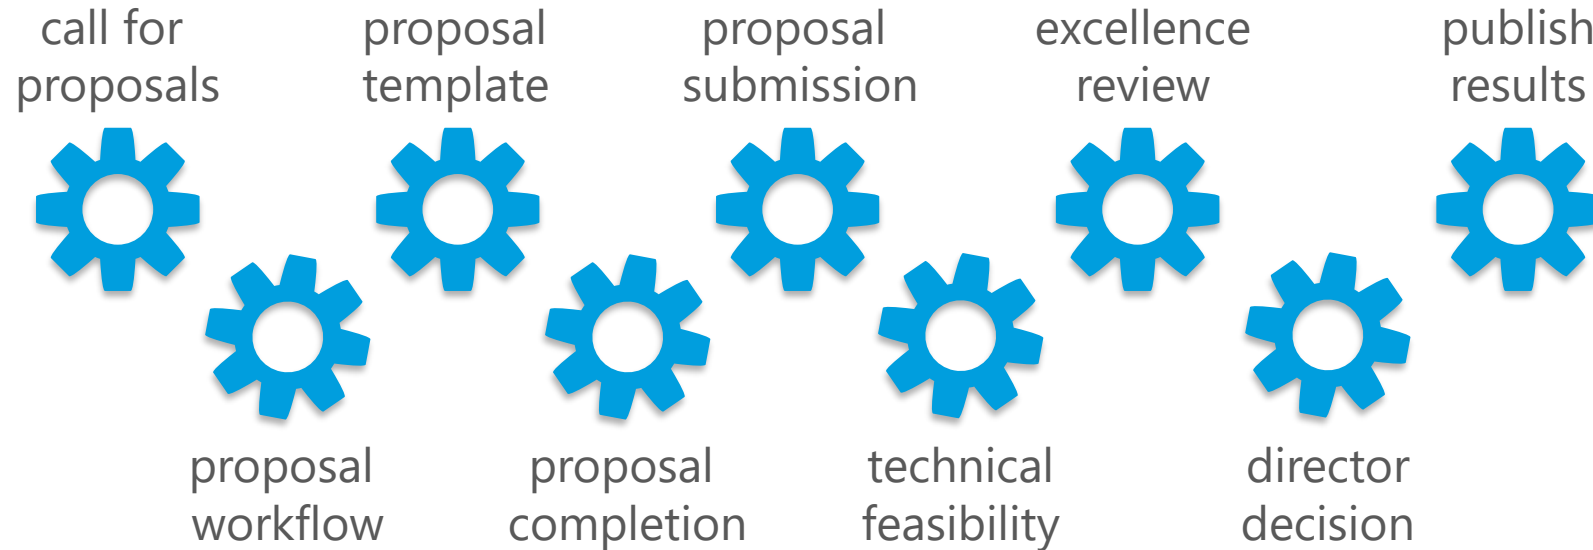 call for
proposals
proposal
template
proposal
submission
excellence
review
publish
results
proposal
workflow
proposal
completion
technical
feasibility
director
decision